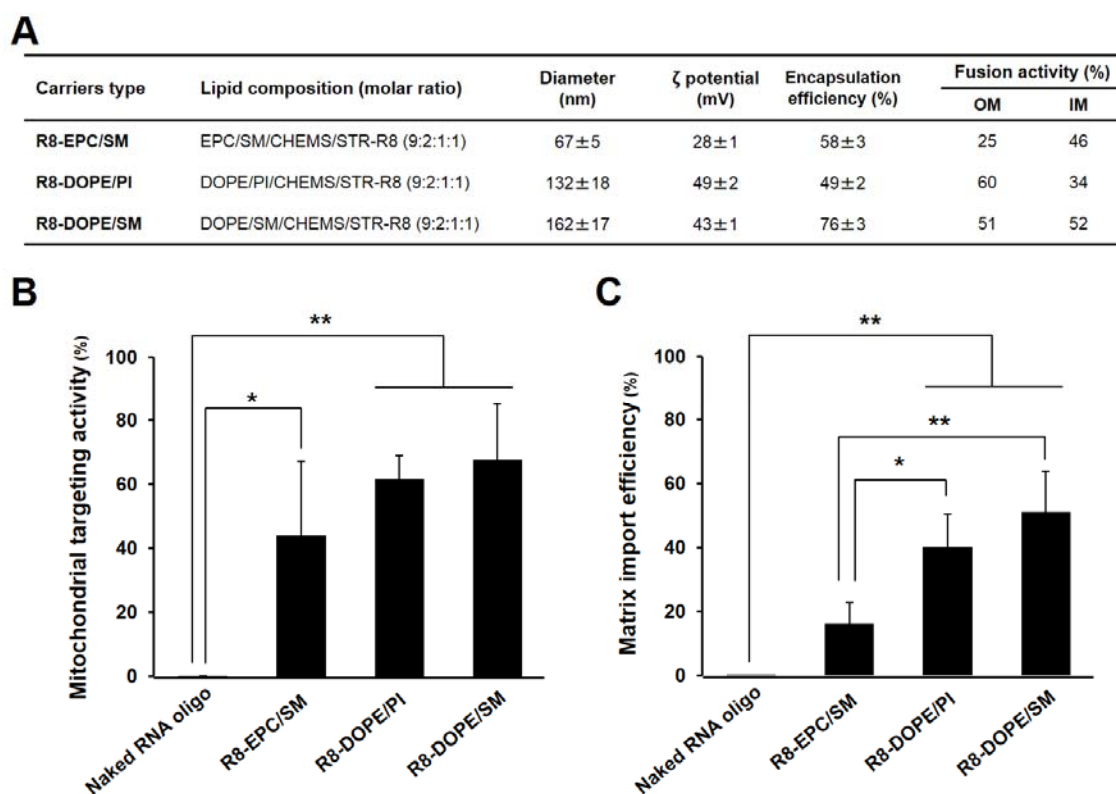 A
Carriers type Lipid composition (molar ratio) Diameter (nm) ζ potential (mV) Encapsulation efficiency (%) Fusion activity (%)
OM IM
R8-EPC/SM EPC/SM/CHEMS/STR-R8 (9:2:1:1) 67±5 28±1 58±3 25 46
R8-DOPE/PI DOPE/PI/CHEMS/STR-R8 (9:2:1:1) 132±18 49±2 49±2 60 34
R8-DOPE/SM DOPE/SM/CHEMS/STR-R8 (9:2:1:1) 162±17 43±1 76±3 51 52
B
Mitochondrial targeting activity (%)
100
80
60
40
20
0
**
*
Naked RNA oligo
R8-EPC/SM
R8-DOPE/PI
R8-DOPE/SM
C
Matrix import efficiency (%)
100
80
60
40
20
0
**
**
*
Naked RNA oligo
R8-EPC/SM
R8-DOPE/PI
R8-DOPE/SM